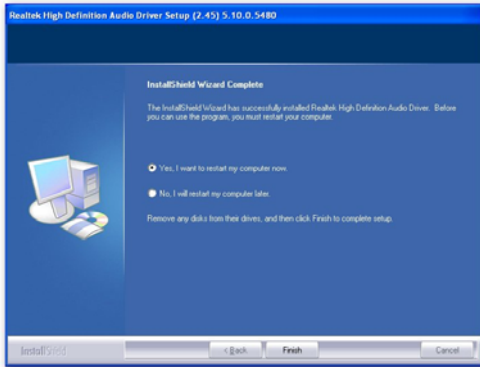 Realtek High Definition Audio Driver Setup (2.45) 5.10.0.5480
InstallShield Wizard Complete
The InstallShield Wizard has successfully installed Realtek High Definition Audio Driver. Before
you can use the program, you must restart your computer.
Yes, I want to restart my computer now.
No, I will restart my computer later.
Remove any disks from their drives, and then click Finish to complete setup.
InstallShield
< Back
Finish
Cancel